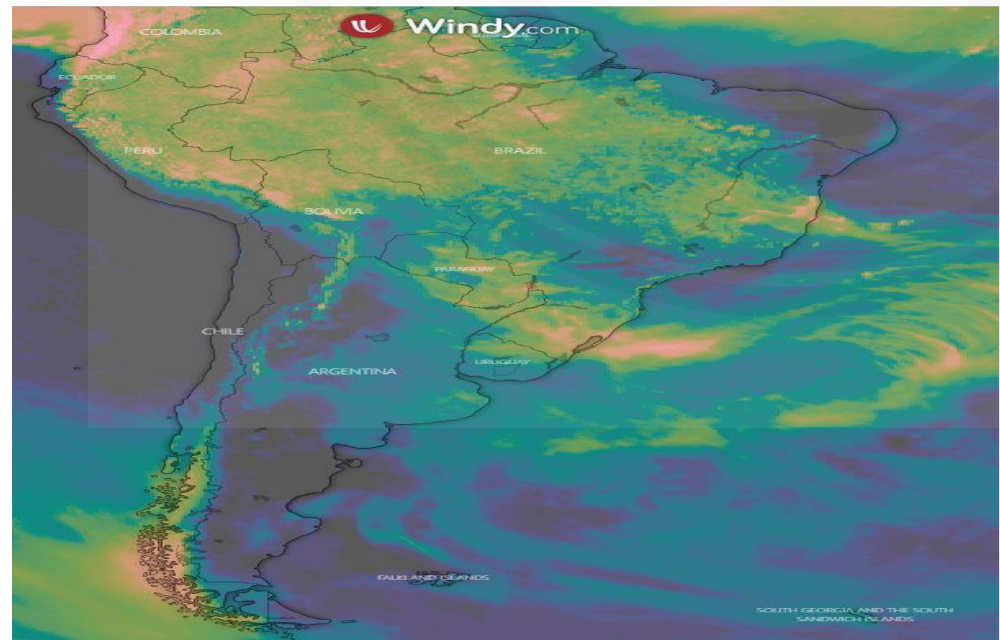 COLOMBIA
Windy.com
ECUADOR
PERU
BRAZIL
BOLIVIA
PARAGUAY
CHILE
URUGUAY
ARGENTINA
FALKLAND ISLANDS
SOUTH GEORGIA AND THE SOUTH
SANDWICH ISLANDS